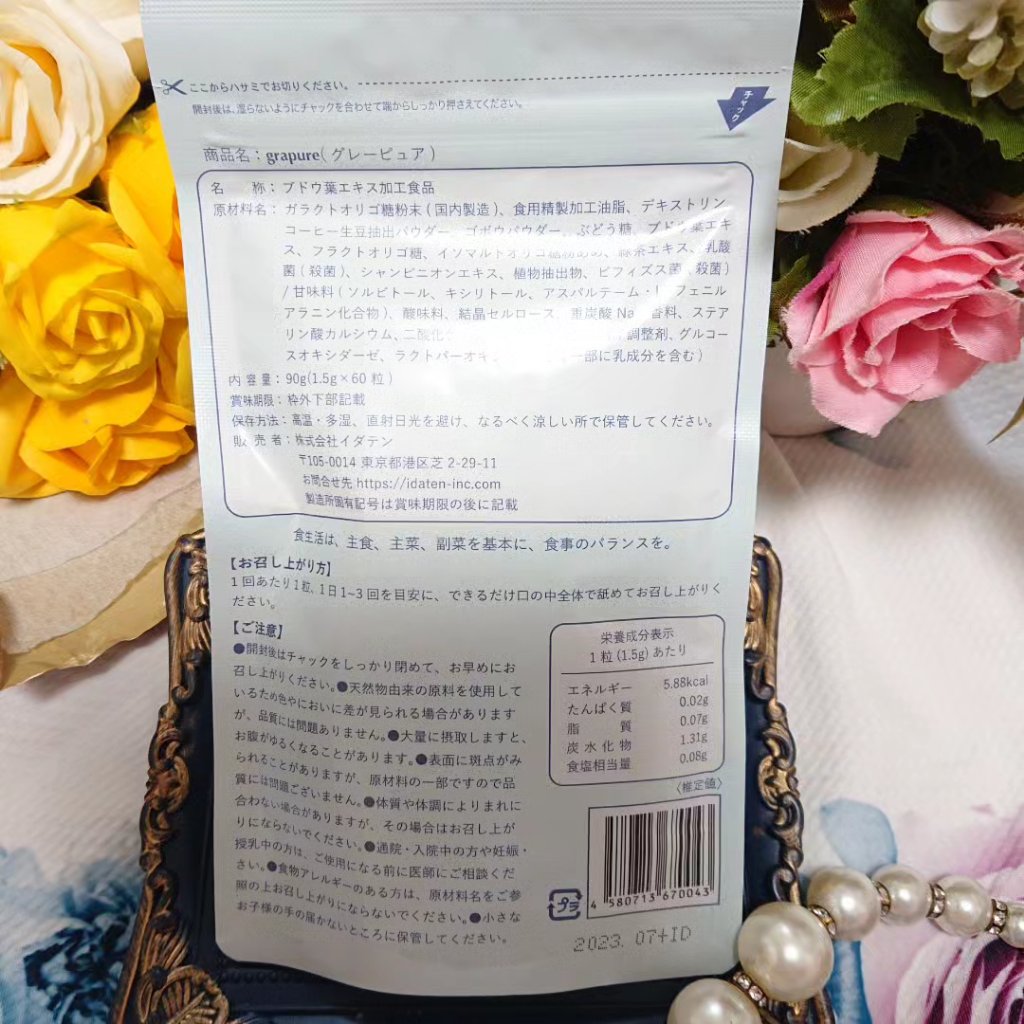 ここからハサミでお切りください。
開封後は、湿らないようにチャックを合わせて端からしっかり押さえてください。
チャック
商品名：grapure(グレーピュア)
名 称：ブドウ葉エキス加工食品
原材料名：ガラクトオリゴ糖粉末(国内製造)、食用精製加工油脂、デキストリン
コーヒー生豆抽出パウダー、ゴボウパウダー、ぶどう糖、ブドウ葉エキ
ス、フラクトオリゴ糖、イソマルトオリゴ糖粉あめ、緑茶エキス、乳酸
菌(殺菌)、シャンピニオンエキス、植物抽出物、ビフィズス菌(殺菌)
/甘味料(ソルビトール、キシリトール、アスパルテーム・L フェニル
アラニン化合物)、酸味料、結晶セルロース、重炭酸Na、香料、ステア
リン酸カルシウム、二酸化 調整剤、グルコー
スオキシダーゼ、ラクトパーオキ 一部に乳成分を含む)
内容量：90g(1.5g×60粒)
賞味期限：枠外下部記載
保存方法：高温・多湿、直射日光を避け、なるべく涼しい所で保管してください。
販売者：株式会社イダテン
〒105-0014 東京都港区芝2-29-11
お問合せ先 https://idaten-inc.com
製造所固有記号は賞味期限の後に記載
食生活は、主食、主菜、副菜を基本に、食事のバランスを。
【お召し上がり方】
1回あたり1粒、1日1~3回を目安に、できるだけ口の中全体で舐めてお召し上がりく
ださい。
【ご注意】
●開封後はチャックをしっかり閉めて、お早めにお
召し上がりください。●天然物由来の原料を使用して
いるため色やにおいに差が見られる場合があります
が、品質には問題ありません。●大量に摂取しますと、
お腹がゆるくなることがあります。●表面に斑点がみ
られることがありますが、原材料の一部ですので品
質には問題ございません。●体質や体調によりまれに
合わない場合がありますが、その場合はお召し上が
りにならないでください。●通院・入院中の方や妊娠・
授乳中の方は、ご使用になる前に医師にご相談くだ
さい。●食物アレルギーのある方は、原材料名をご参
照の上お召し上がりにならないでください。●小さな
お子様の手の届かないところに保管してください。
栄養成分表示
1粒(1.5g)あたり
エネルギー 5.88kcal
たんぱく質 0.02g
脂質 0.07g
炭水化物 1.31g
食塩相当量 0.08g
〈推定値〉
プラ
4 580713 670043
2023. 07+ID